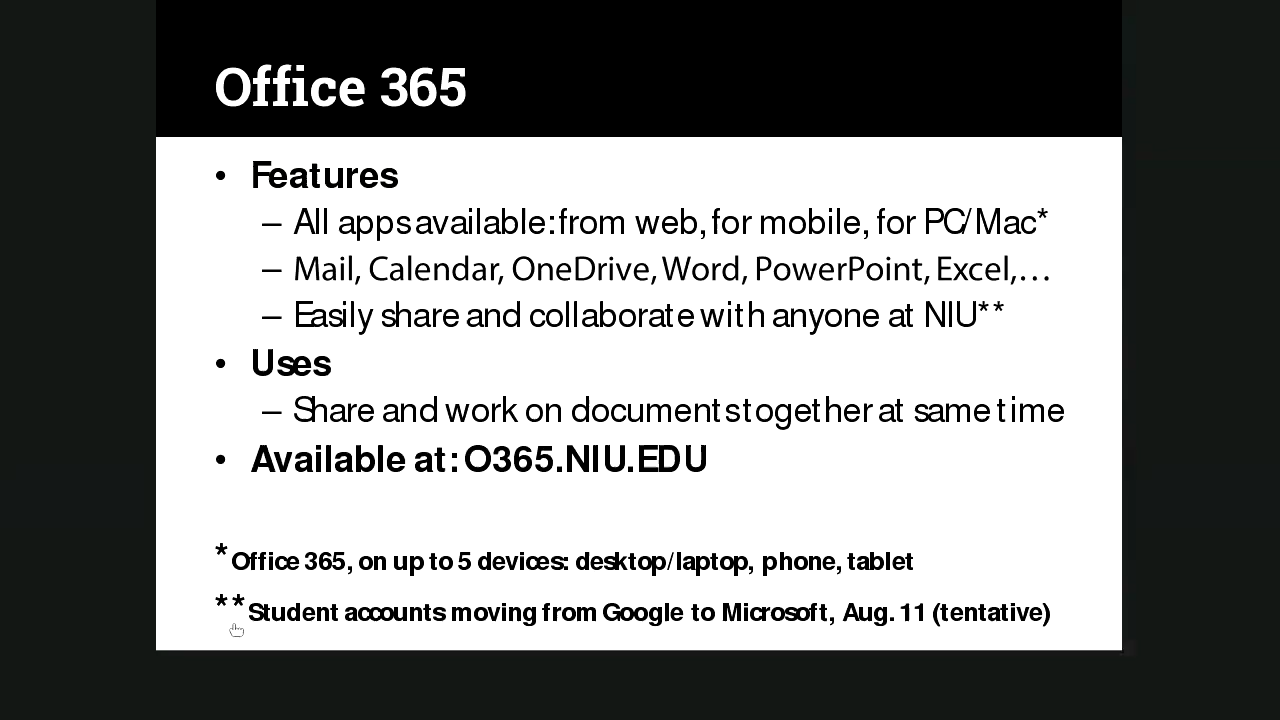 Office 365
• Features
– All apps available: from web, for mobile, for PC/Mac*
– Mail, Calendar, OneDrive, Word, PowerPoint, Excel,…
– Easily share and collaborate with anyone at NIU**
• Uses
– Share and work on documents together at same time
• Available at: O365.NIU.EDU
*Office 365, on up to 5 devices: desktop/laptop, phone, tablet
**Student accounts moving from Google to Microsoft, Aug. 11 (tentative)